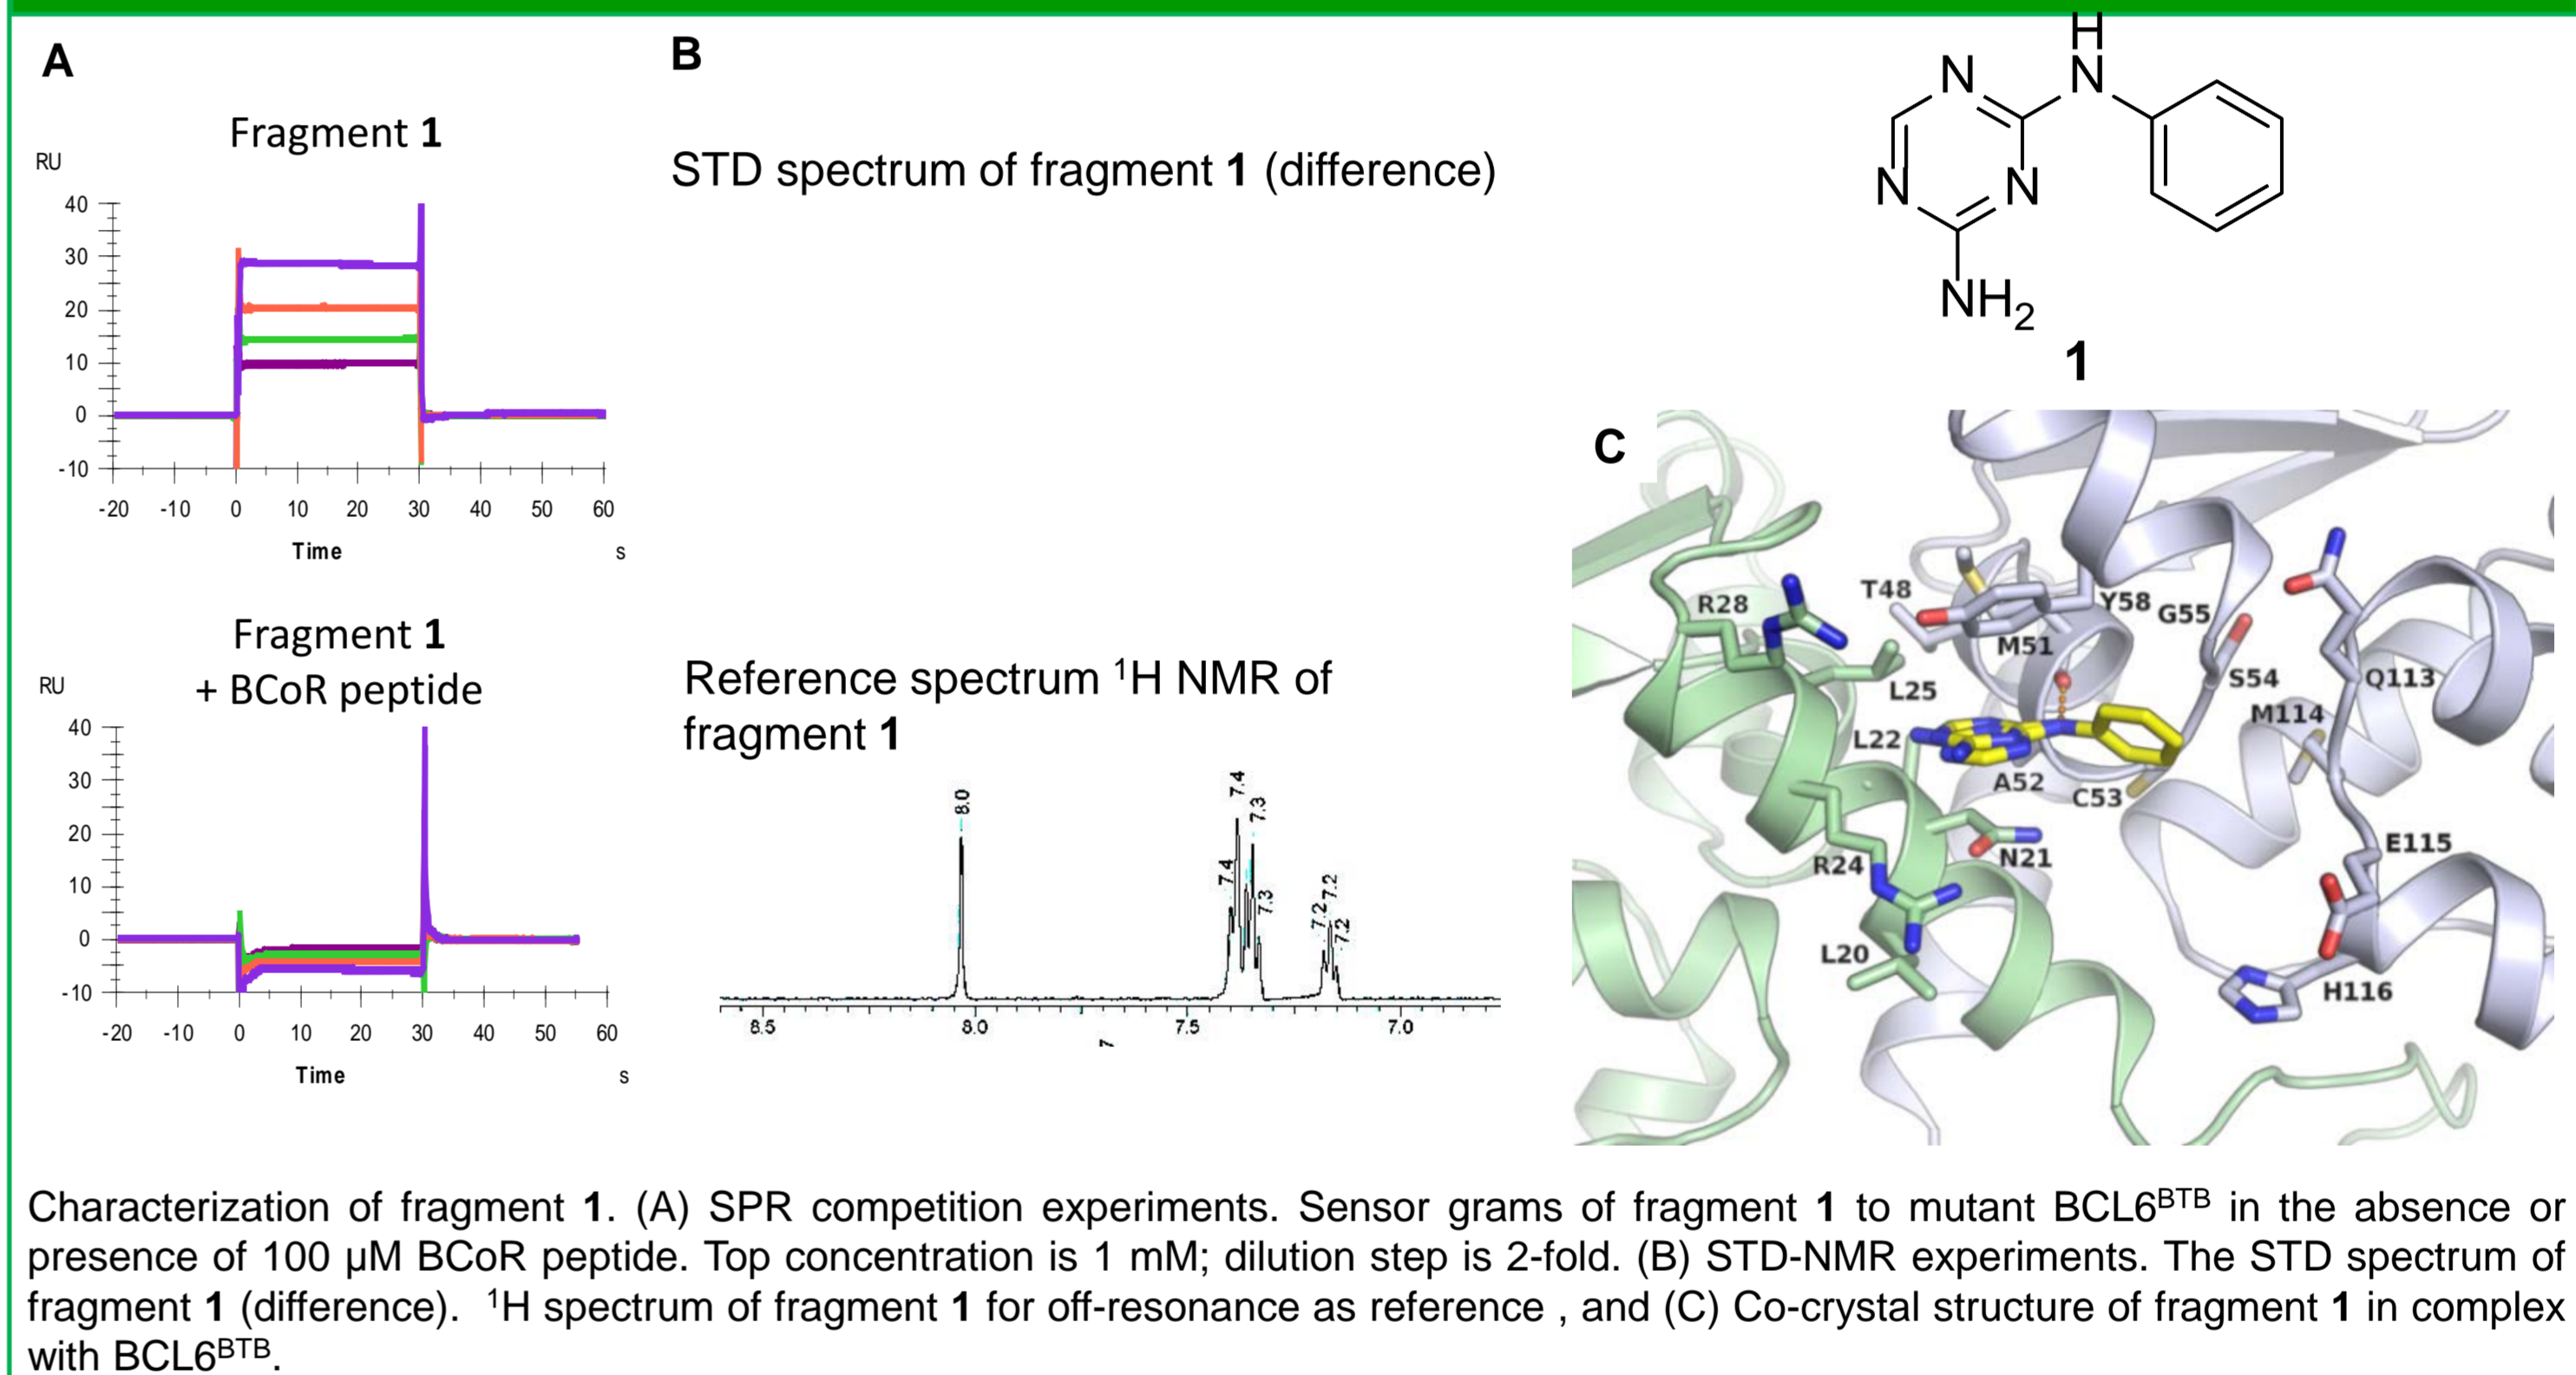 A
Fragment 1
RU
40
30
20
10
0
-10
-20 -10 0 10 20 30 40 50 60
Time s
Fragment 1
+ BCoR peptide
RU
40
30
20
10
0
-10
-20 -10 0 10 20 30 40 50 60
Time s
B
STD spectrum of fragment 1 (difference)
Reference spectrum ¹H NMR of
fragment 1
8.0
7.4
7.4
7.3
7.3
7.2
7.2
7.2
8.5 8.0 7.5 7.0
7
H
N N
N N
NH₂
1
C
R28
T48
Y58
G55
M51
L25
S54
Q113
M114
L22
A52
C53
E115
R24
N21
L20
H116
Characterization of fragment 1. (A) SPR competition experiments. Sensor grams of fragment 1 to mutant BCL6ᴮᵀᴮ in the absence or
presence of 100 µM BCoR peptide. Top concentration is 1 mM; dilution step is 2-fold. (B) STD-NMR experiments. The STD spectrum of
fragment 1 (difference). ¹H spectrum of fragment 1 for off-resonance as reference , and (C) Co-crystal structure of fragment 1 in complex
with BCL6ᴮᵀᴮ.